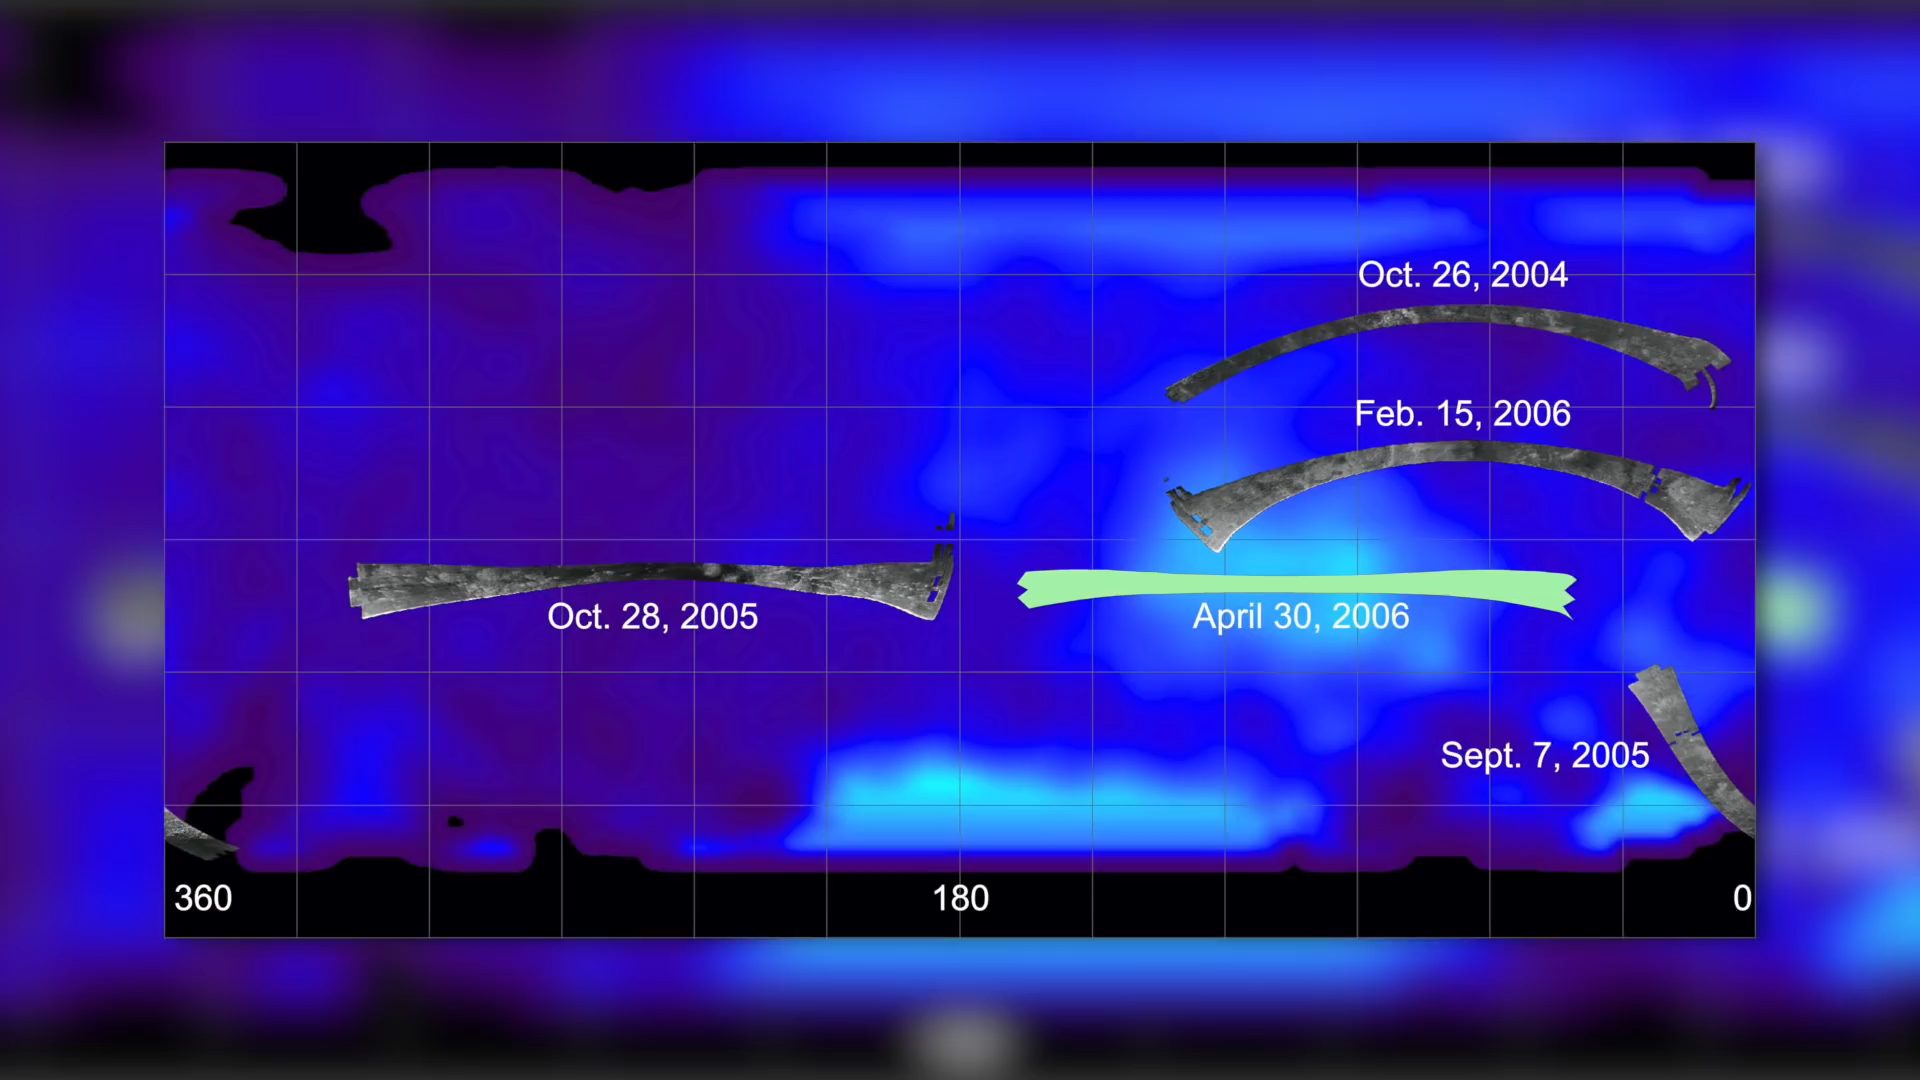 Oct. 26, 2004
Feb. 15, 2006
Oct. 28, 2005
April 30, 2006
Sept. 7, 2005
360
180
0